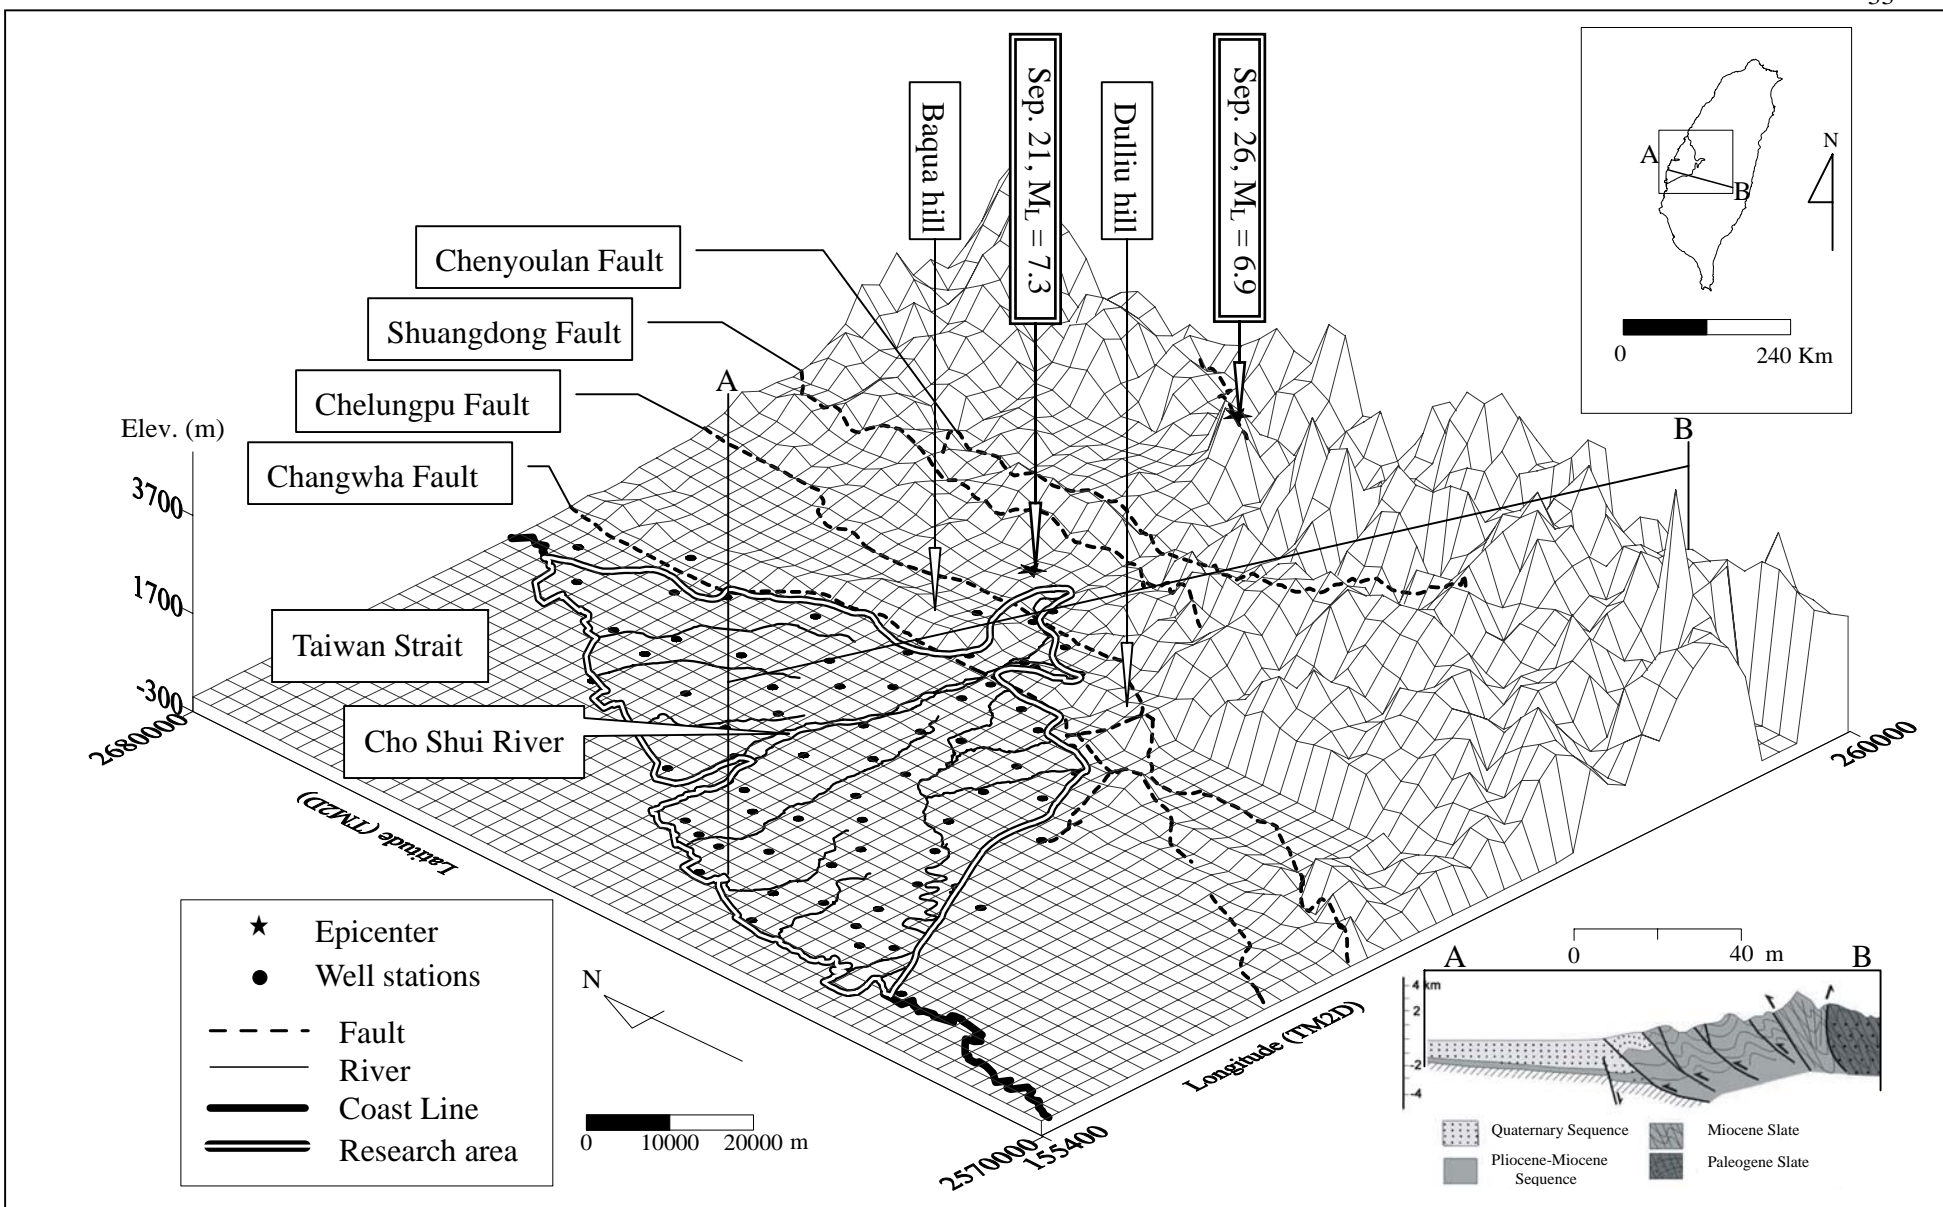 Baqua hill
Sep. 21, ML = 7.3
Dulliu hill
Sep. 26, ML = 6.9
Chenyoulan Fault
Shuangdong Fault
Chelungpu Fault
Changwha Fault
A
B
N
A
B
0 240 Km
Elev. (m)
3700
1700
-300
Taiwan Strait
Cho Shui River
2680000
Latitude (TM2D)
2570000
155400
Longitude (TM2D)
260000
Epicenter
Well stations
Fault
River
Coast Line
Research area
N
0 10000 20000 m
A 0 40 m B
4 km
2
-2
-4
Quaternary Sequence
Miocene Slate
Pliocene-Miocene
Sequence
Paleogene Slate